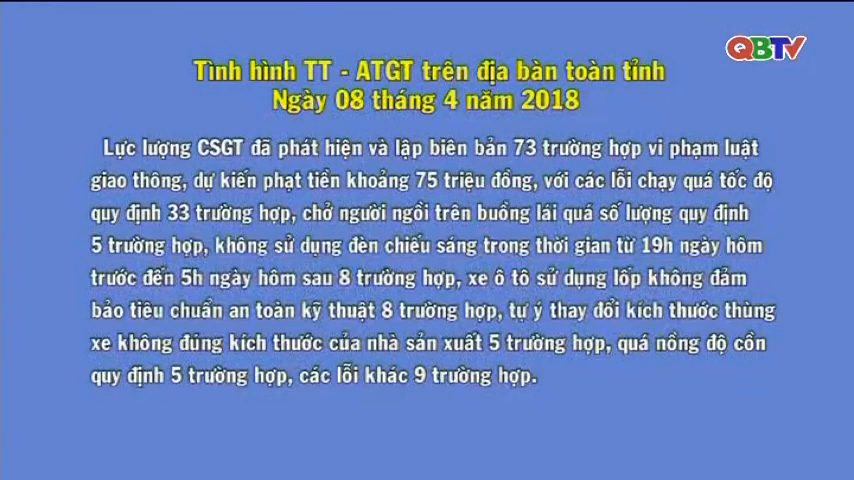 QBTV
Tình hình TT - ATGT trên địa bàn toàn tỉnh
Ngày 08 tháng 4 năm 2018
Lực lượng CSGT đã phát hiện và lập biên bản 73 trường hợp vi phạm luật
giao thông, dự kiến phạt tiền khoảng 75 triệu đồng, với các lỗi chạy quá tốc độ
quy định 33 trường hợp, chở người ngồi trên buồng lái quá số lượng quy định
5 trường hợp, không sử dụng đèn chiếu sáng trong thời gian từ 19h ngày hôm
trước đến 5h ngày hôm sau 8 trường hợp, xe ô tô sử dụng lốp không đảm
bảo tiêu chuẩn an toàn kỹ thuật 8 trường hợp, tự ý thay dổi kích thước thùng
xe không đúng kích thước của nhà sản xuất 5 trường hợp, quá nồng độ cồn
quy định 5 trường hợp, các lỗi khác 9 trường hợp.